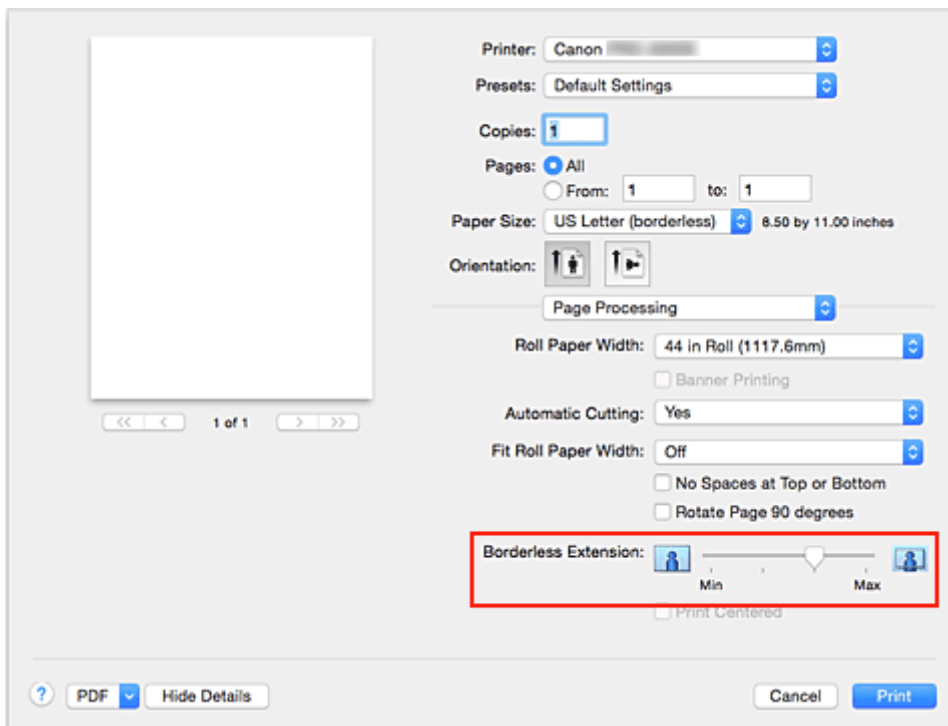 Printer: Canon
Presets: Default Settings
Copies: 1
Pages: All
From: 1 to: 1
Paper Size: US Letter (borderless) 8.50 by 11.00 inches
Orientation:
Page Processing
Roll Paper Width: 44 in Roll (1117.6mm)
Banner Printing
<< < 1 of 1 > >>
Automatic Cutting: Yes
Fit Roll Paper Width: Off
No Spaces at Top or Bottom
Rotate Page 90 degrees
Borderless Extension:
Min Max
Print Centered
? PDF Hide Details Cancel Print